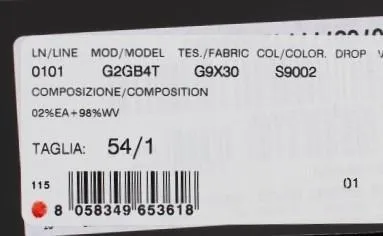 LN/LINE MOD/MODEL TES./FABRIC COL/COLOR. DROP
0101 G2GB4T G9X30 S9002
COMPOSIZIONE/COMPOSITION
02%EA+98%WV
TAGLIA: 54/1
115
01
8 058349 653618